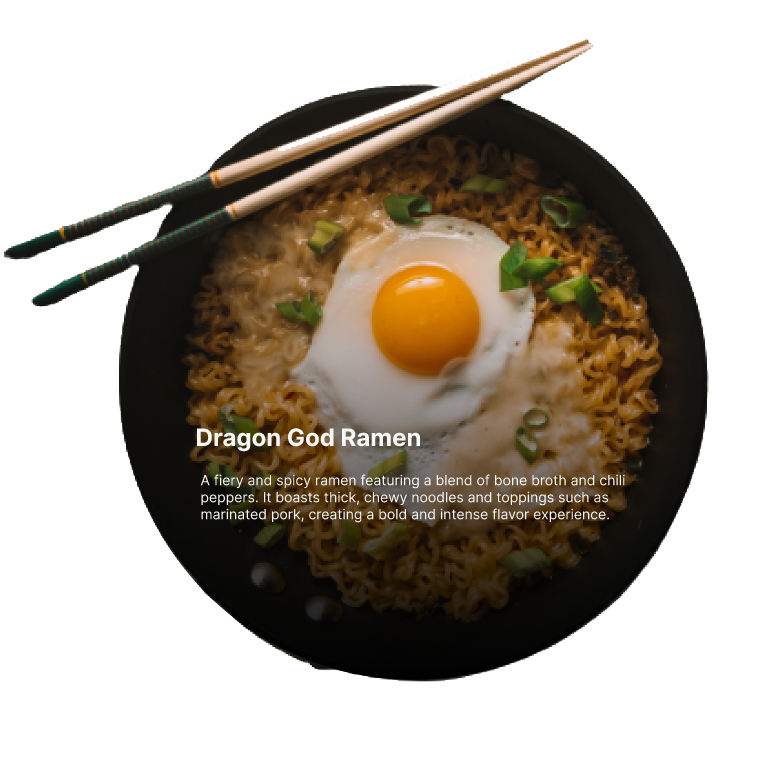 Dragon God Ramen
A fiery and spicy ramen featuring a blend of bone broth and chili
peppers. It boasts thick, chewy noodles and toppings such as
marinated pork, creating a bold and intense flavor experience.